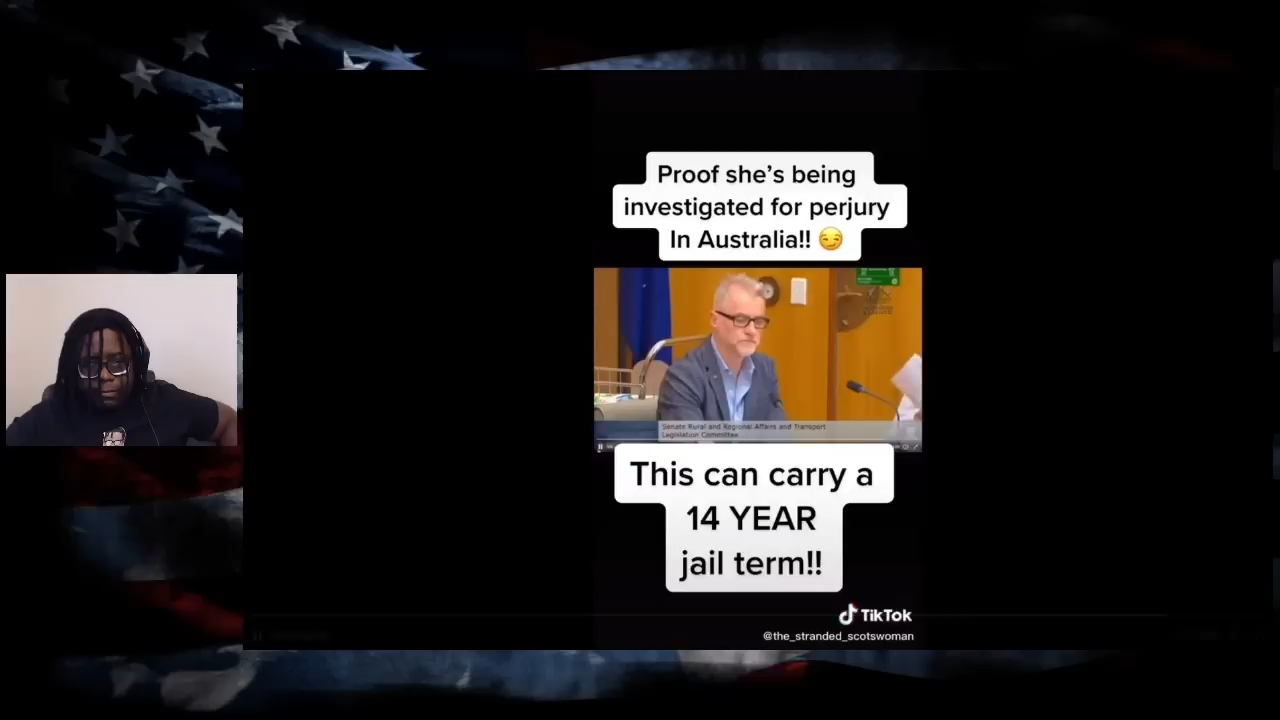 Proof she's being
investigated for perjury
In Australia!! 😏
Senate Rural and Regional Affairs and Transport
Legislation Committee
This can carry a
14 YEAR
jail term!!
TikTok
@the_stranded_scotswoman